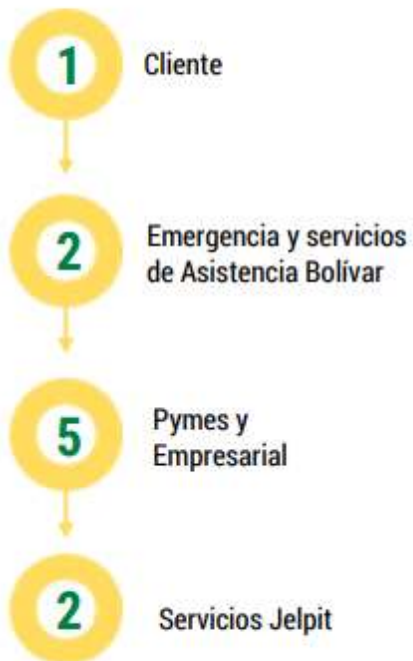 1
Cliente
2
Emergencia y servicios
de Asistencia Bolívar
5
Pymes y
Empresarial
2
Servicios Jelpit